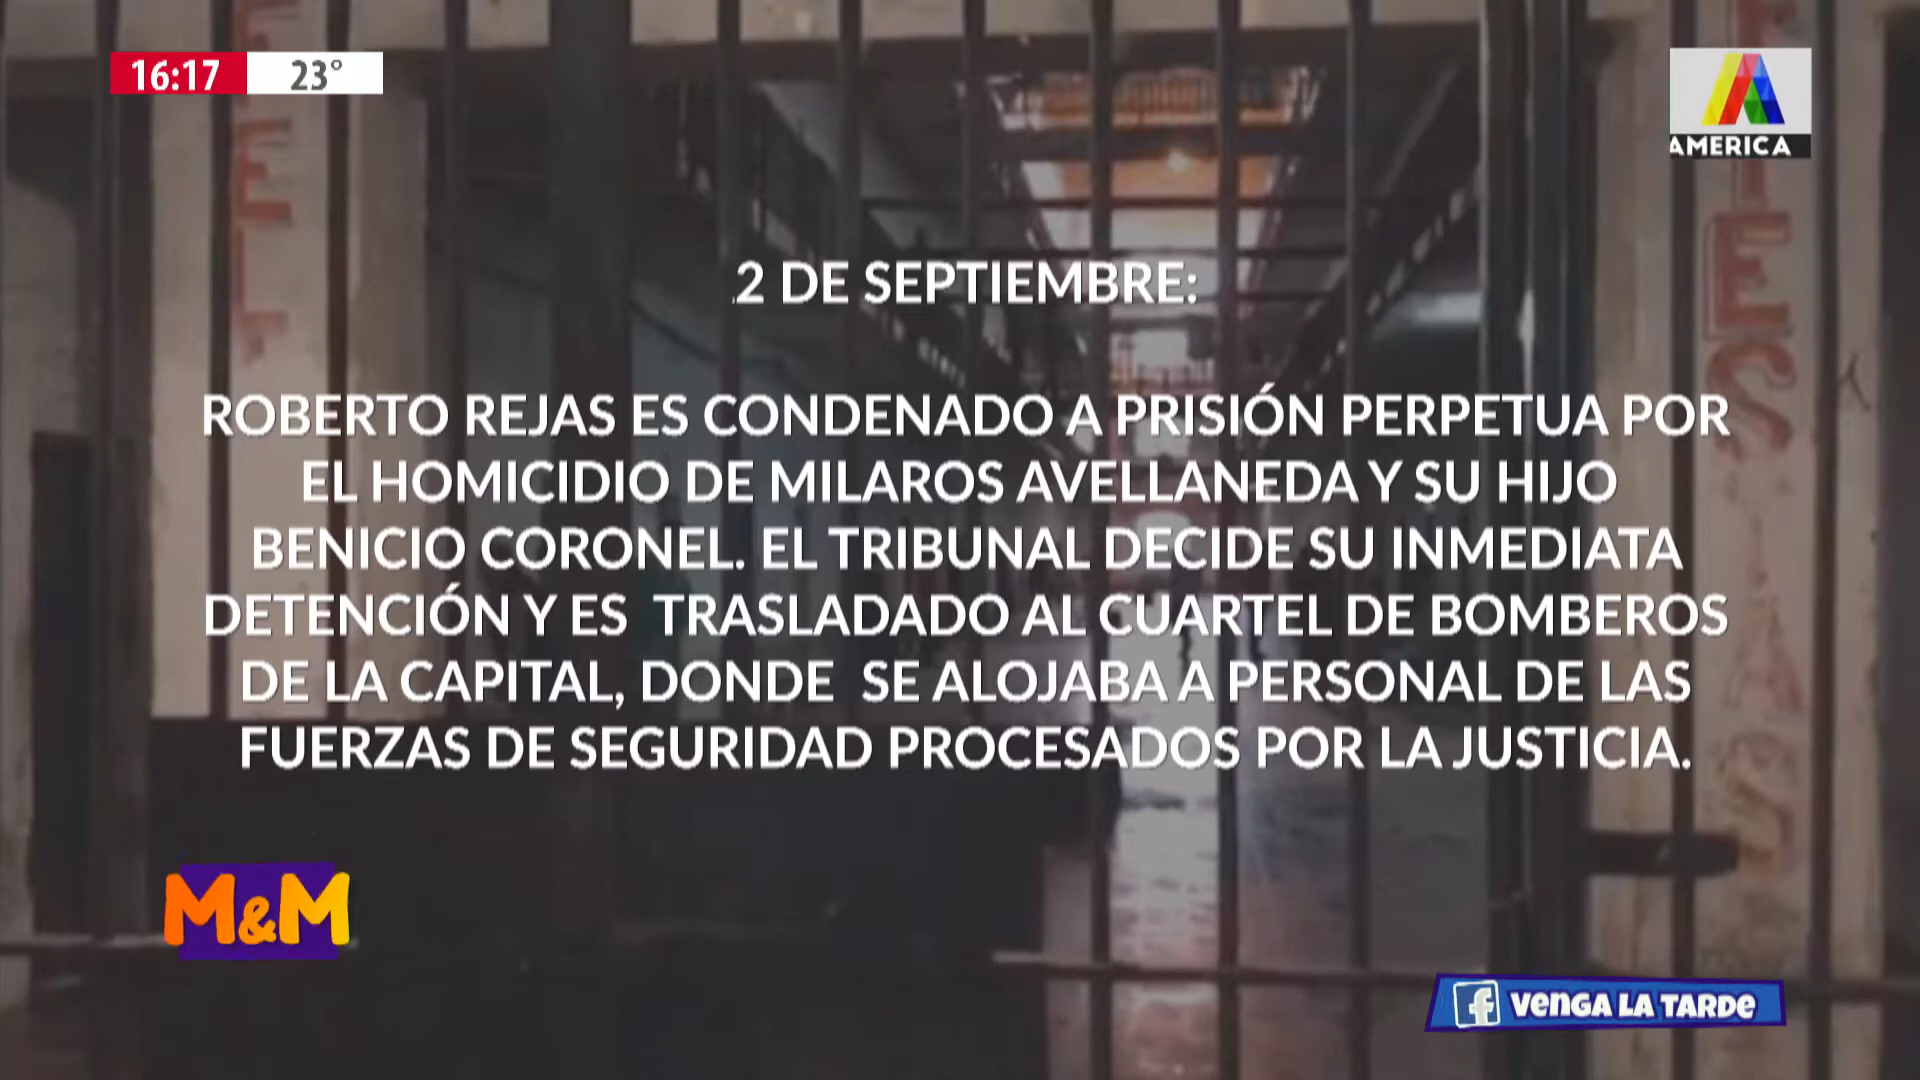 16:17 23°
AMERICA
2 DE SEPTIEMBRE:
ROBERTO REJAS ES CONDENADO A PRISIÓN PERPETUA POR
EL HOMICIDIO DE MILAROS AVELLANEDA Y SU HIJO
BENICIO CORONEL. EL TRIBUNAL DECIDE SU INMEDIATA
DETENCIÓN Y ES TRASLADADO AL CUARTEL DE BOMBEROS
DE LA CAPITAL, DONDE SE ALOJABA A PERSONAL DE LAS
FUERZAS DE SEGURIDAD PROCESADOS POR LA JUSTICIA.
M&M
f VENGA LA TARDE